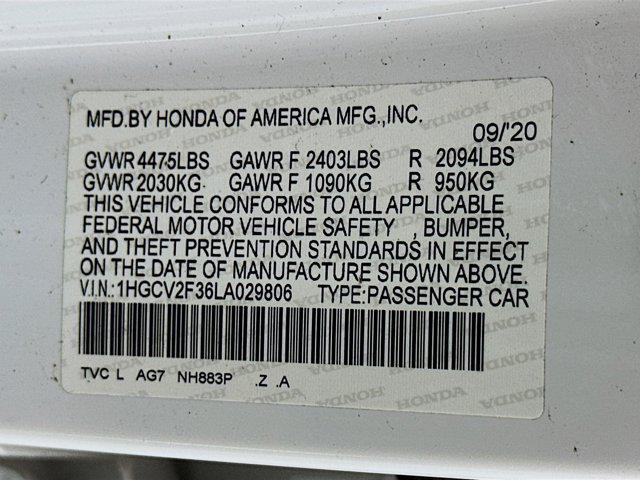 MFD.BY HONDA OF AMERICA MFG.,INC.
09/'20
GVWR 4475LBS GAWR F 2403LBS R 2094LBS
GVWR 2030KG GAWR F 1090KG R 950KG
THIS VEHICLE CONFORMS TO ALL APPLICABLE
FEDERAL MOTOR VEHICLE SAFETY , BUMPER,
AND THEFT PREVENTION STANDARDS IN EFFECT
ON THE DATE OF MANUFACTURE SHOWN ABOVE.
V.I.N.:1HGCV2F36LA029806 TYPE:PASSENGER CAR
TVC L AG7 NH883P .Z .A